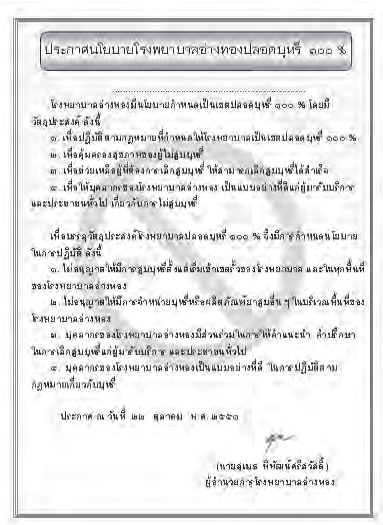 ประกาศนโยบายโรงพยาบาลอ่างทองปลอดบุหรี่ ๑๐๐ %
โรงพยาบาลอ่างทองมีนโยบายกำหนดเป็นเขตปลอดบุหรี่ ๑๐๐ % โดยมี
วัตถุประสงค์ ดังนี้
๑. เพื่อปฏิบัติตามกฎหมายที่กำหนดให้โรงพยาบาลเป็นเขตปลอดบุหรี่ ๑๐๐ %
๒. เพื่อคุ้มครองสุขภาพของผู้ไม่สูบบุหรี่
๓. เพื่อช่วยเหลือผู้ที่ต้องการเลิกสูบบุหรี่ ให้สามารถเลิกสูบบุหรี่ได้สำเร็จ
๔. เพื่อให้บุคลากรของโรงพยาบาลอ่างทอง เป็นแบบอย่างที่ดีแก่ผู้มารับบริการ
และประชาชนทั่วไป เกี่ยวกับการไม่สูบบุหรี่
เพื่อบรรลุวัตถุประสงค์โรงพยาบาลปลอดบุหรี่ ๑๐๐ % จึงมีการกำหนดนโยบาย
ในการปฏิบัติ ดังนี้
๑. ไม่อนุญาตให้มีการสูบบุหรี่ตั้งแต่เริ่มเข้าเขตรั้วของโรงพยาบาล และในทุกพื้นที่
ของโรงพยาบาลอ่างทอง
๒. ไม่อนุญาตให้มีการจำหน่ายบุหรี่หรือผลิตภัณฑ์ยาสูบอื่น ๆ ในบริเวณพื้นที่ของ
โรงพยาบาลอ่างทอง
๓. บุคลากรของโรงพยาบาลอ่างทองมีส่วนร่วมในการให้คำแนะนำ คำปรึกษา
ในการเลิกสูบบุหรี่แก่ผู้มารับบริการ และประชาชนทั่วไป
๔. บุคลากรของโรงพยาบาลอ่างทองเป็นแบบอย่างที่ดี ในการปฏิบัติตาม
กฎหมายเกี่ยวกับบุหรี่
ประกาศ ณ วันที่ ๒๒ ตุลาคม พ.ศ.๒๕๕๑
(นายสุเมธ พิพัฒน์ศรีสวัสดิ์)
ผู้อำนวยการโรงพยาบาลอ่างทอง